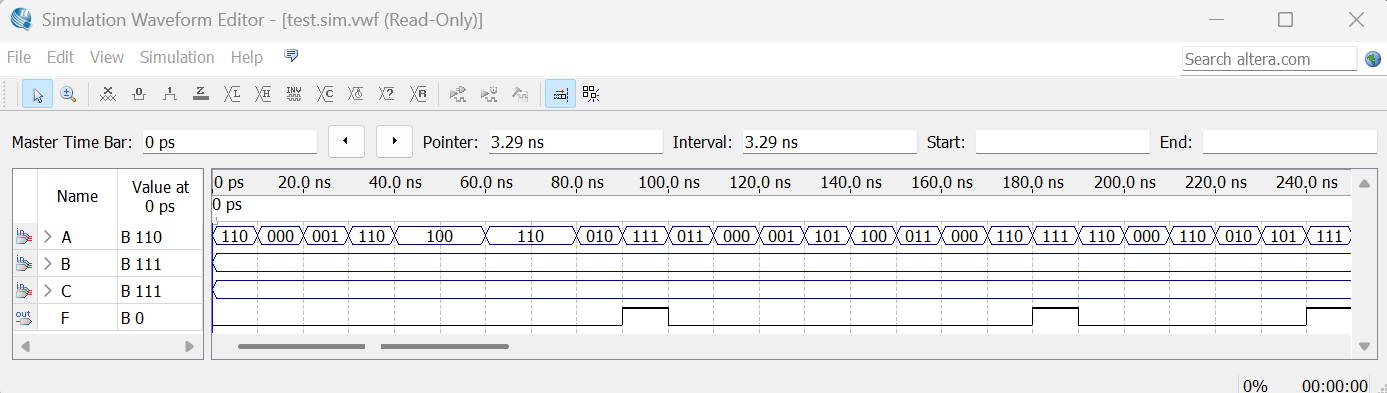 Simulation Waveform Editor - [test.sim.vwf (Read-Only)]
File Edit View Simulation Help
Search altera.com
Master Time Bar: 0 ps Pointer: 3.29 ns Interval: 3.29 ns Start: End:
Name Value at 0 ps 0 ps 20.0 ns 40.0 ns 60.0 ns 80.0 ns 100.0 ns 120.0 ns 140.0 ns 160.0 ns 180.0 ns 200.0 ns 220.0 ns 240.0 ns
0 ps
in A B 110 110 000 001 110 100 110 010 111 011 000 001 101 100 011 000 110 111 110 000 110 010 101 111
in B B 111
in C B 111
out F B 0
0% 00:00:00